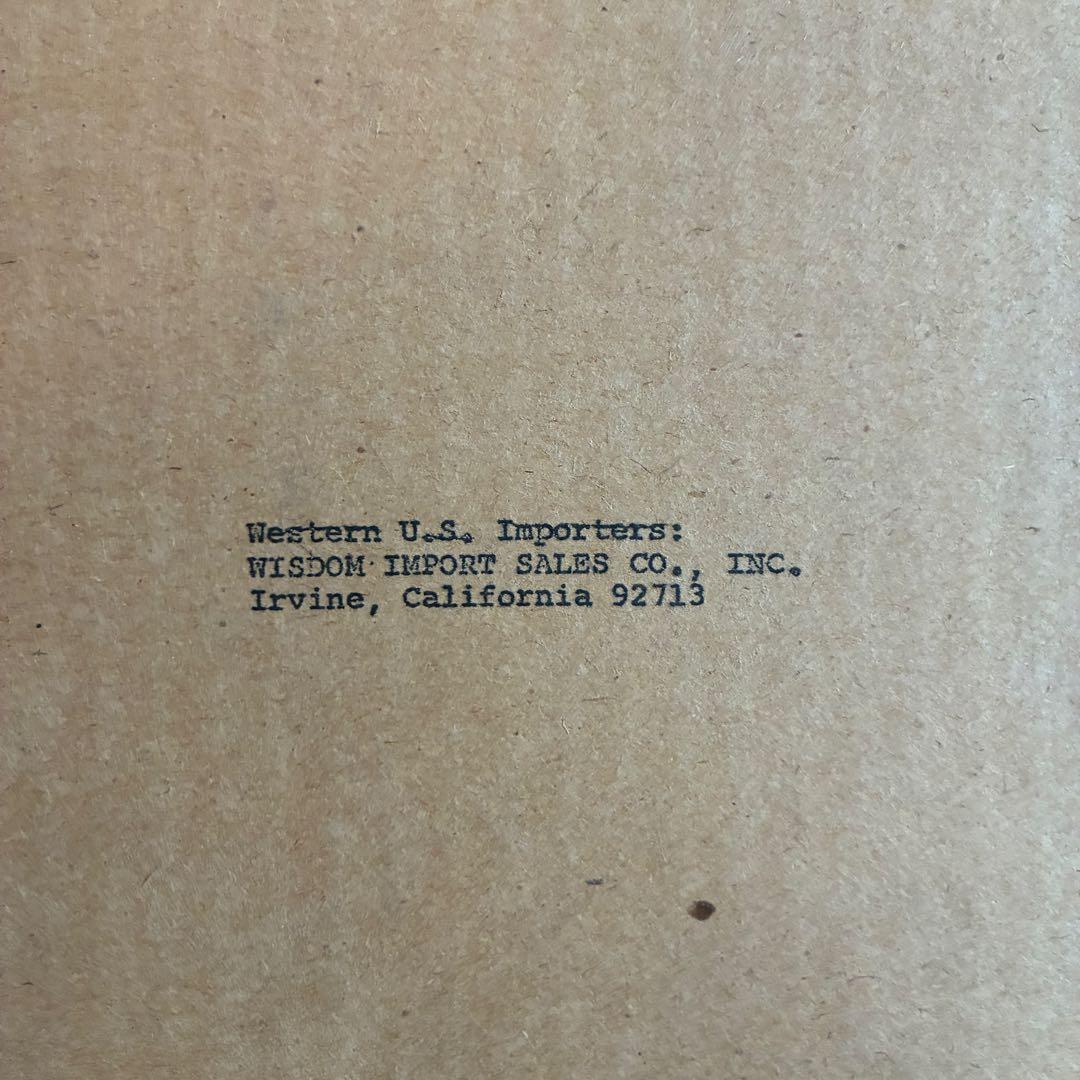 Western U.S. Importers:
WISDOM IMPORT SALES CO., INC.
Irvine, California 92713